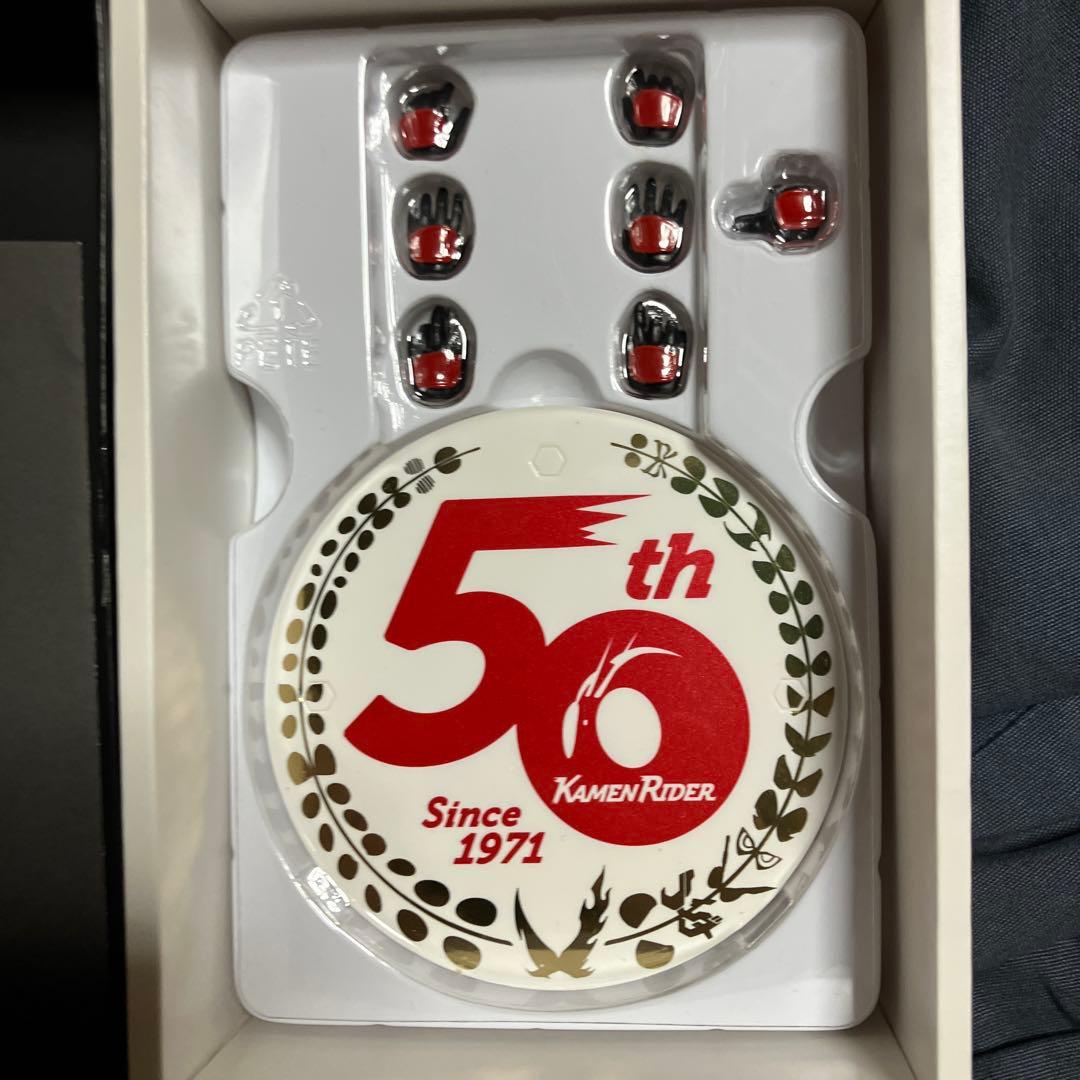 50th
KAMEN RIDER
Since
1971